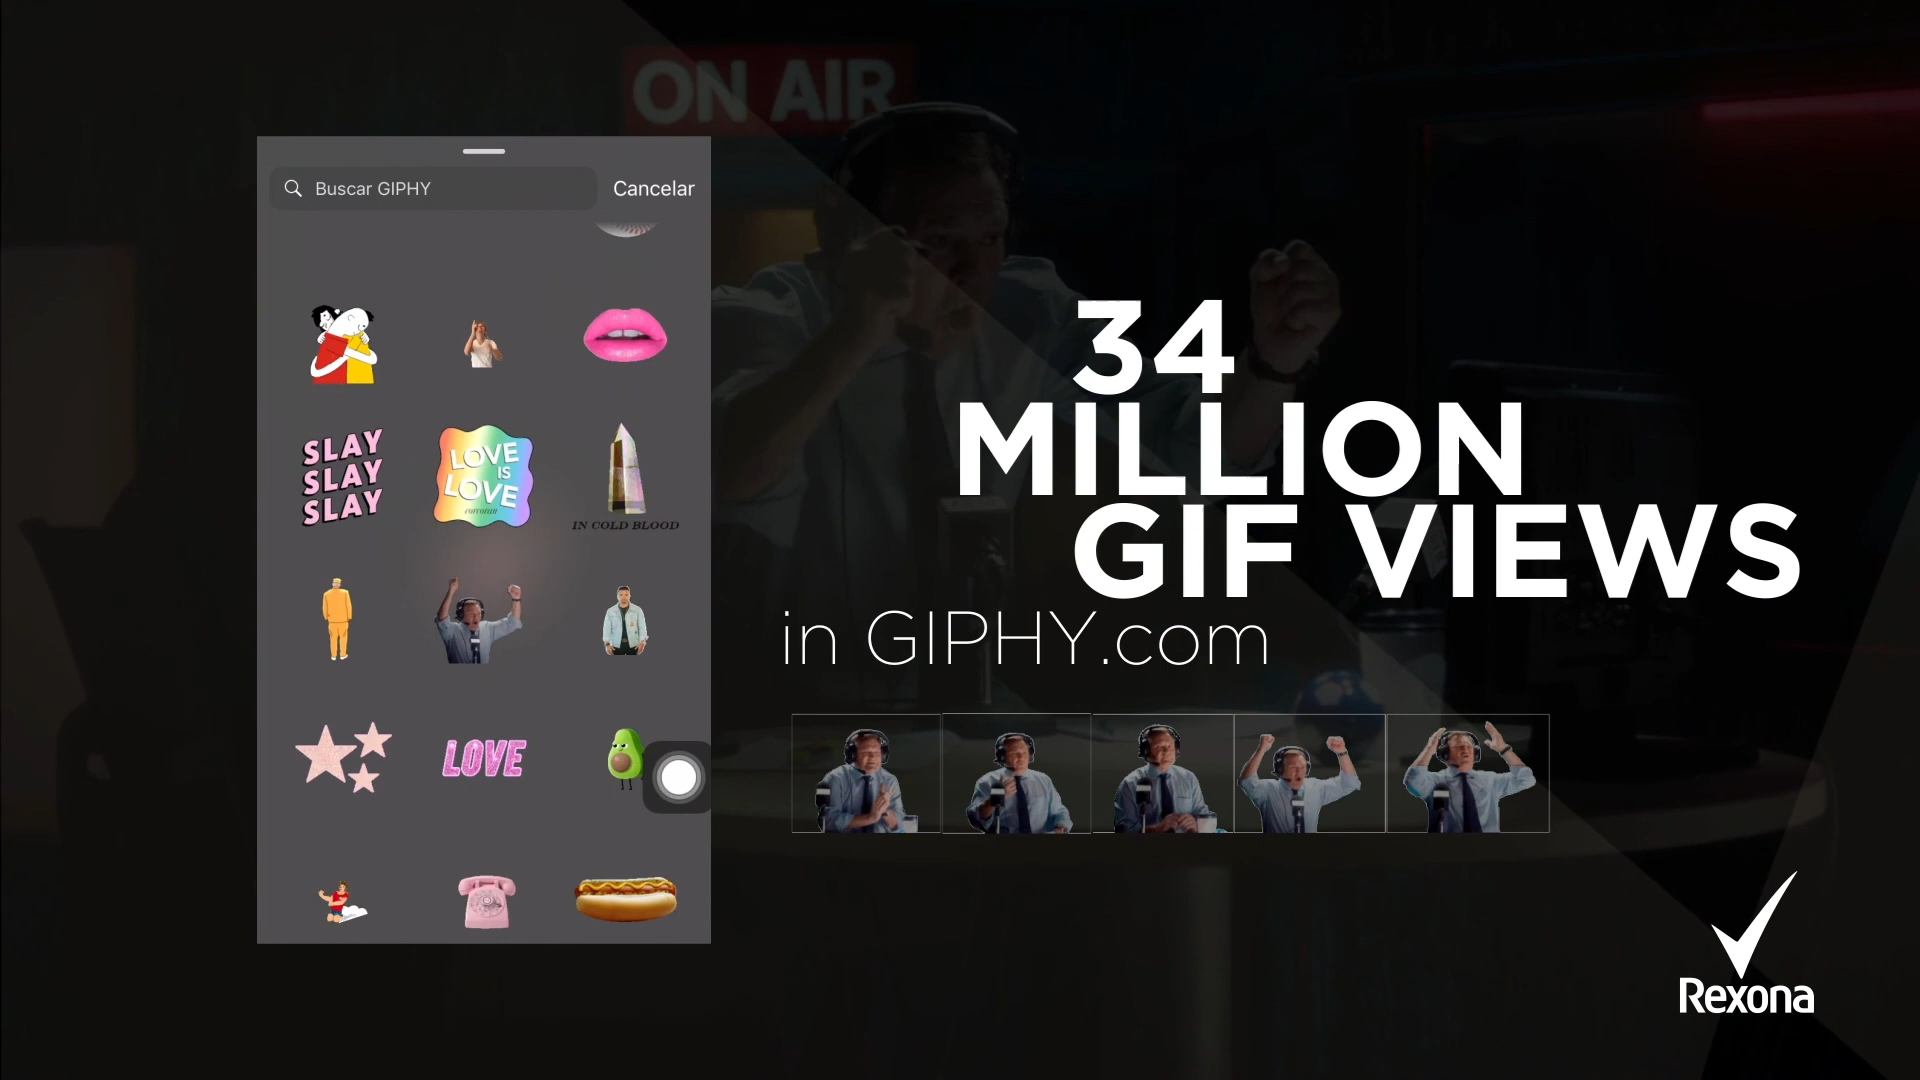 ON AIR
Buscar GIPHY
Cancelar
SLAY
SLAY
SLAY
LOVE
IS
LOVE
IN COLD BLOOD
LOVE
34
MILLION
GIF VIEWS
in GIPHY.com
Rexona